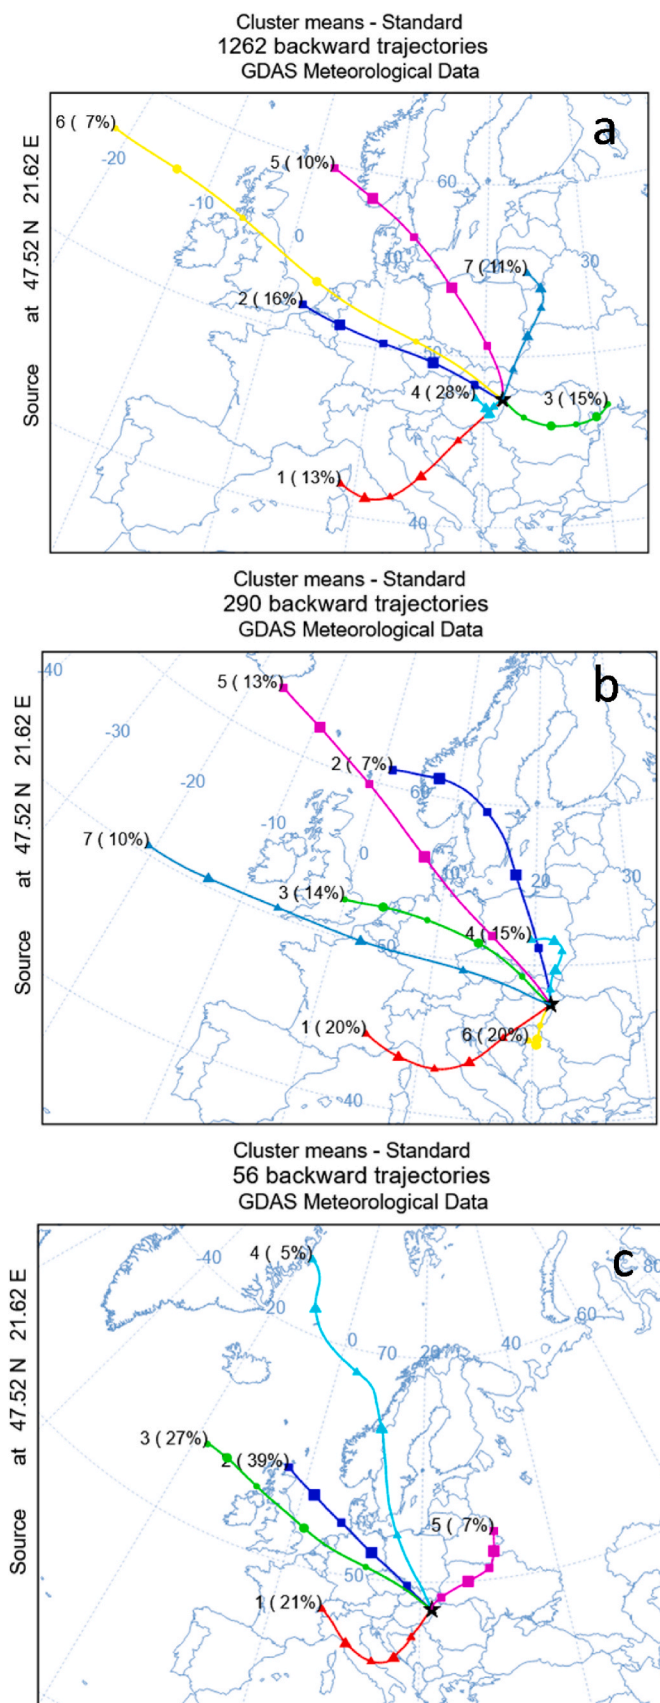 Cluster means - Standard
1262 backward trajectories
GDAS Meteorological Data
Source at 47.52 N 21.62 E
a
6 ( 7%)
-20
5 ( 10%)
60
-10
0
10
7 ( 11%)
30
2 ( 16%)
50
4 ( 28%)
3 ( 15%)
1 ( 13%)
40
Cluster means - Standard
290 backward trajectories
GDAS Meteorological Data
Source at 47.52 N 21.62 E
-40
b
5 ( 13%)
-30
2 ( 7%)
-20
60
-10
7 ( 10%)
0
10
20
30
3 ( 14%)
4 ( 15%)
50
1 ( 20%)
6 ( 20%)
40
Cluster means - Standard
56 backward trajectories
GDAS Meteorological Data
Source at 47.52 N 21.62 E
-40
4 ( 5%)
c
80
20
60
0
70
20
40
3 ( 27%)
2 ( 39%)
5 ( 7%)
50
1 ( 21%)